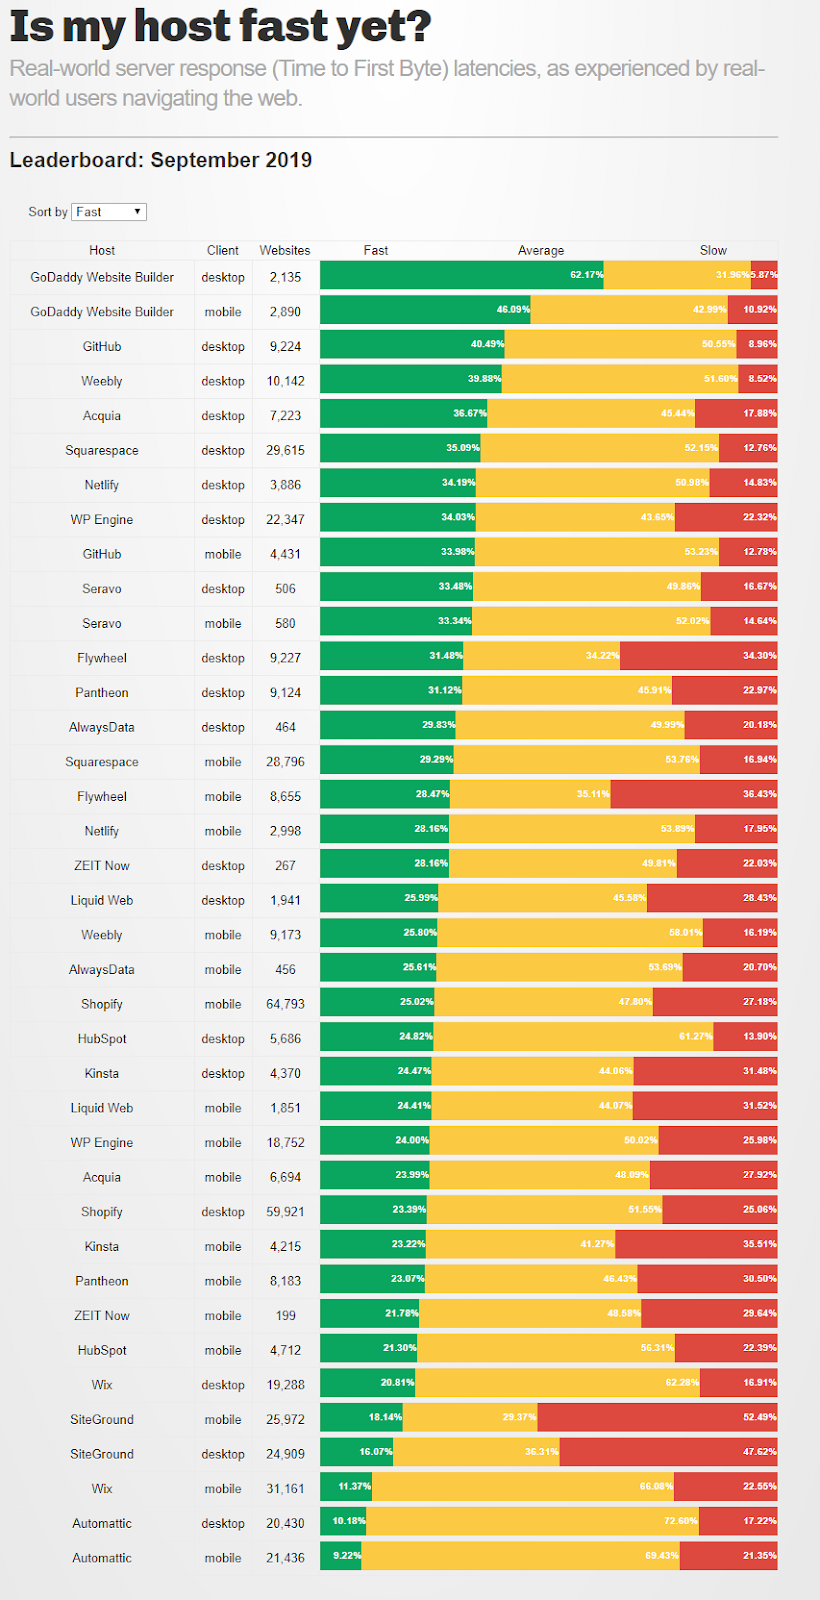 Is my host fast yet?
Real-world server response (Time to First Byte) latencies, as experienced by real-
world users navigating the web.
Leaderboard: September 2019
Sort by Fast
Host Client Websites Fast Average Slow
GoDaddy Website Builder desktop 2,135 62.17% 31.96% 5.87%
GoDaddy Website Builder mobile 2,890 46.09% 42.99% 10.92%
GitHub desktop 9,224 40.49% 50.55% 8.96%
Weebly desktop 10,142 39.88% 51.60% 8.52%
Acquia desktop 7,223 36.67% 45.44% 17.88%
Squarespace desktop 29,615 35.09% 52.15% 12.76%
Netlify desktop 3,886 34.19% 50.98% 14.83%
WP Engine desktop 22,347 34.03% 43.65% 22.32%
GitHub mobile 4,431 33.98% 53.23% 12.78%
Seravo desktop 506 33.48% 49.86% 16.67%
Seravo mobile 580 33.34% 52.02% 14.64%
Flywheel desktop 9,227 31.48% 34.22% 34.30%
Pantheon desktop 9,124 31.12% 45.91% 22.97%
AlwaysData desktop 464 29.83% 49.99% 20.18%
Squarespace mobile 28,796 29.29% 53.76% 16.94%
Flywheel mobile 8,655 28.47% 35.11% 36.43%
Netlify mobile 2,998 28.16% 53.89% 17.95%
ZEIT Now desktop 267 28.16% 49.81% 22.03%
Liquid Web desktop 1,941 25.99% 45.58% 28.43%
Weebly mobile 9,173 25.80% 58.01% 16.19%
AlwaysData mobile 456 25.61% 53.69% 20.70%
Shopify mobile 64,793 25.02% 47.80% 27.18%
HubSpot desktop 5,686 24.82% 61.27% 13.90%
Kinsta desktop 4,370 24.47% 44.06% 31.48%
Liquid Web mobile 1,851 24.41% 44.07% 31.52%
WP Engine mobile 18,752 24.00% 50.02% 25.98%
Acquia mobile 6,694 23.99% 48.09% 27.92%
Shopify desktop 59,921 23.39% 51.55% 25.06%
Kinsta mobile 4,215 23.22% 41.27% 35.51%
Pantheon mobile 8,183 23.07% 46.43% 30.50%
ZEIT Now mobile 199 21.78% 48.58% 29.64%
HubSpot mobile 4,712 21.30% 56.31% 22.39%
Wix desktop 19,288 20.81% 62.28% 16.91%
SiteGround mobile 25,972 18.14% 29.37% 52.49%
SiteGround desktop 24,909 16.07% 36.31% 47.62%
Wix mobile 31,161 11.37% 66.08% 22.55%
Automattic desktop 20,430 10.18% 72.60% 17.22%
Automattic mobile 21,436 9.22% 69.43% 21.35%